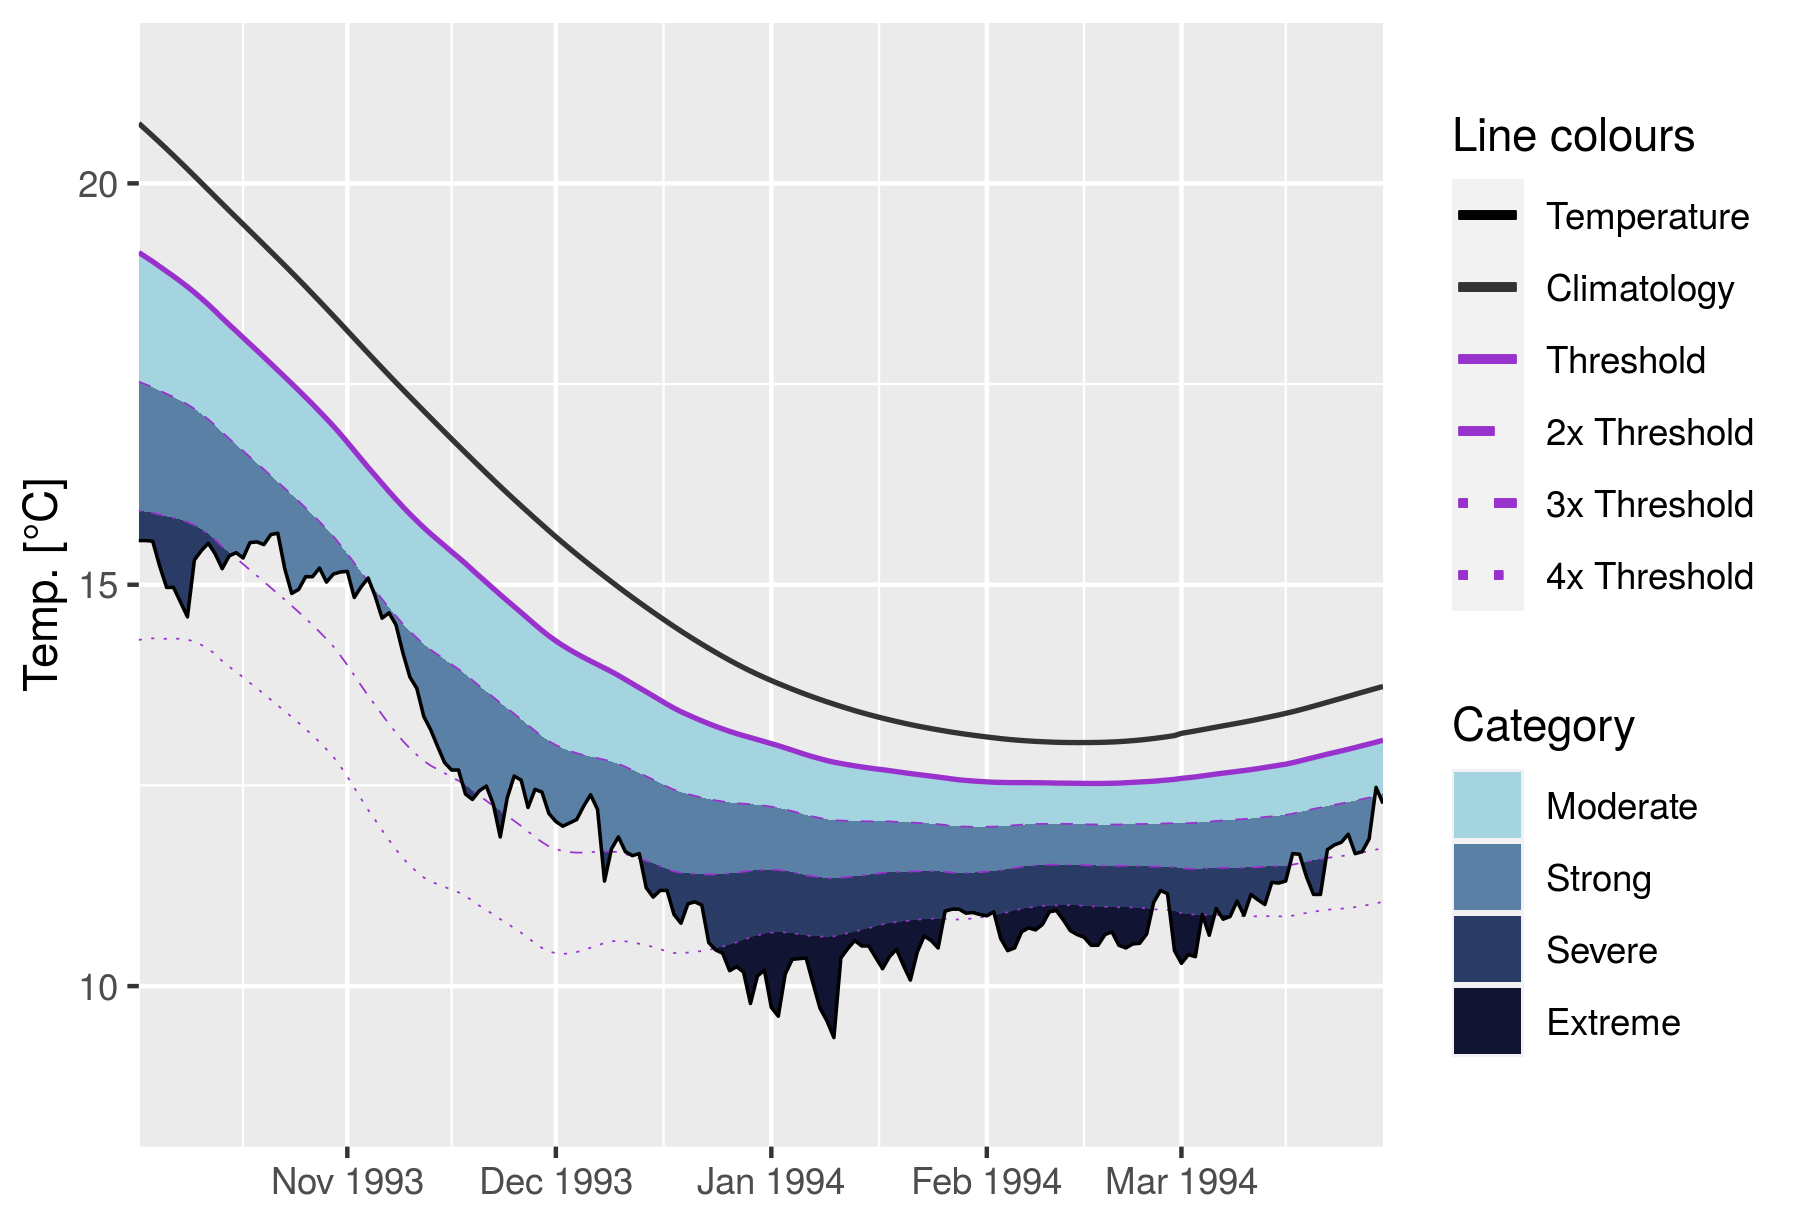 20
15
10
Temp. [°C]
Nov 1993
Dec 1993
Jan 1994
Feb 1994
Mar 1994
Line colours
Temperature
Climatology
Threshold
2x Threshold
3x Threshold
4x Threshold
Category
Moderate
Strong
Severe
Extreme